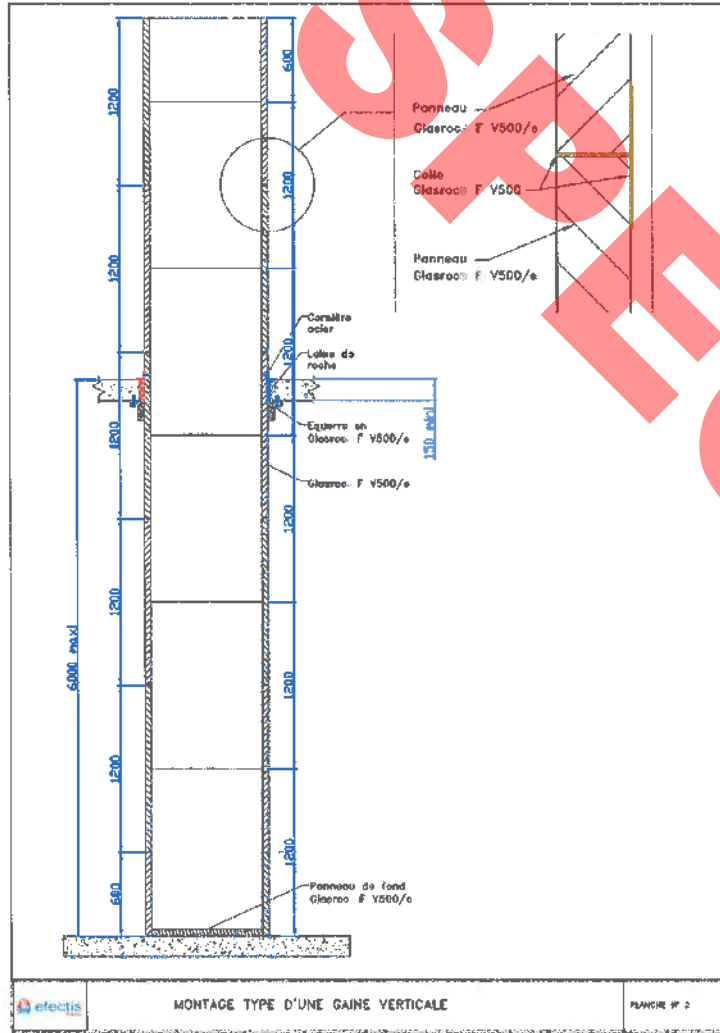 600
1200
Panneau
Glasroc F V500/e
1200
Colle
Glasroc F V500
1200
Panneau
Glasroc F V500/e
Cornière
acier
1200
Laine de
roche
1200
Equerre en
Glasroc F V500/e
150 mini
Glasroc F V500/e
1200
1200
6000 maxi
1200
1200
1200
600
Panneau de fond
Glasroc F V500/e
efectis
MONTAGE TYPE D'UNE GAINE VERTICALE
PLANCHE N° 2
SPE